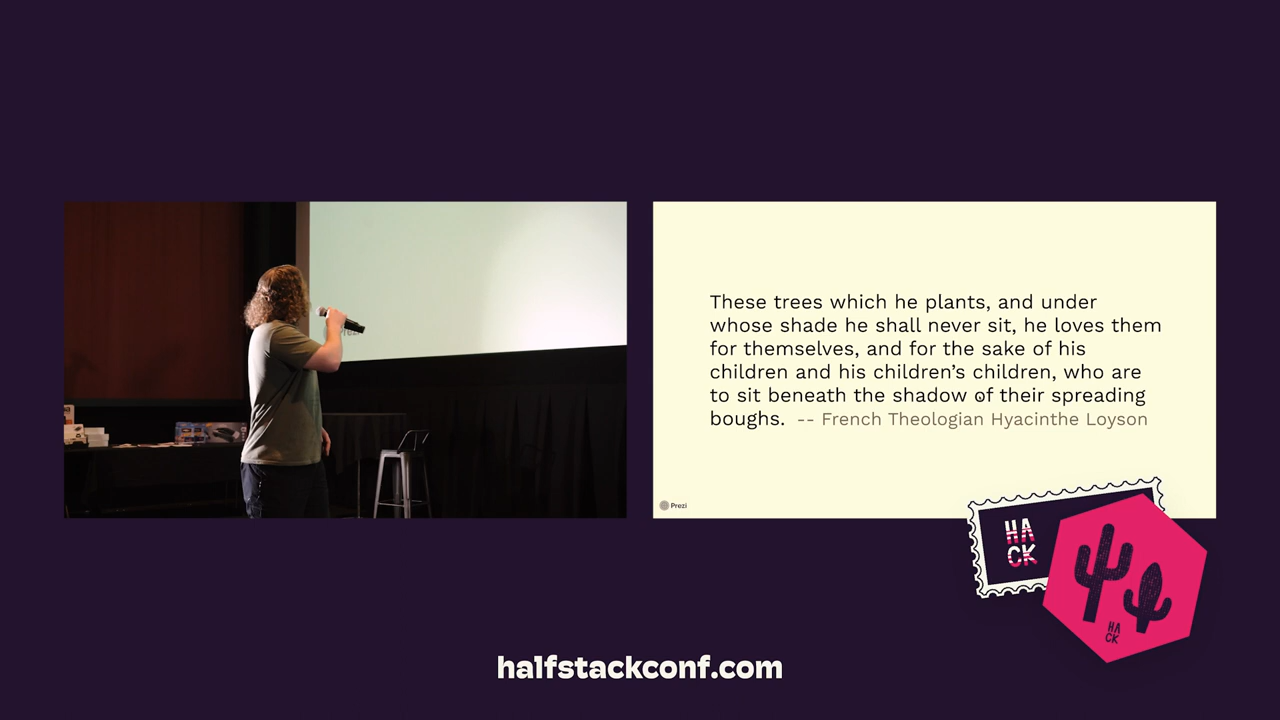 These trees which he plants, and under
whose shade he shall never sit, he loves them
for themselves, and for the sake of his
children and his children’s children, who are
to sit beneath the shadow of their spreading
boughs. -- French Theologian Hyacinthe Loyson
Prezi
HA
CK
HA
CK
halfstackconf.com